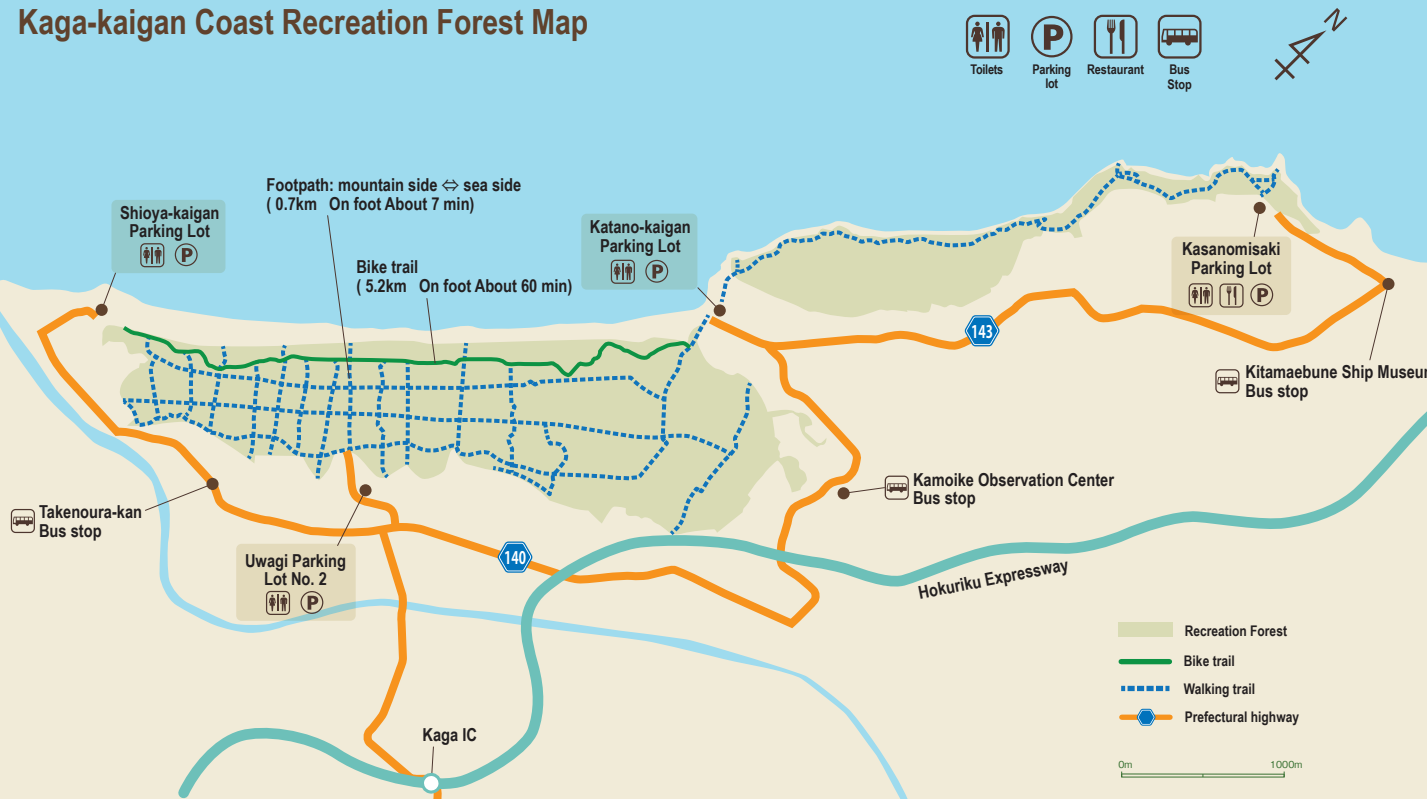 Kaga-kaigan Coast Recreation Forest Map
Toilets
Parking
lot
Restaurant
Bus
Stop
N
Footpath: mountain side ⇔ sea side
( 0.7km On foot About 7 min)
Shioya-kaigan
Parking Lot
P
Katano-kaigan
Parking Lot
P
Bike trail
( 5.2km On foot About 60 min)
Kasanomisaki
Parking Lot
P
143
Kitamaebune Ship Museum
Bus stop
Kamoike Observation Center
Bus stop
Takenoura-kan
Bus stop
Uwagi Parking
Lot No. 2
P
140
Hokuriku Expressway
Kaga IC
Recreation Forest
Bike trail
Walking trail
Prefectural highway
0m
1000m